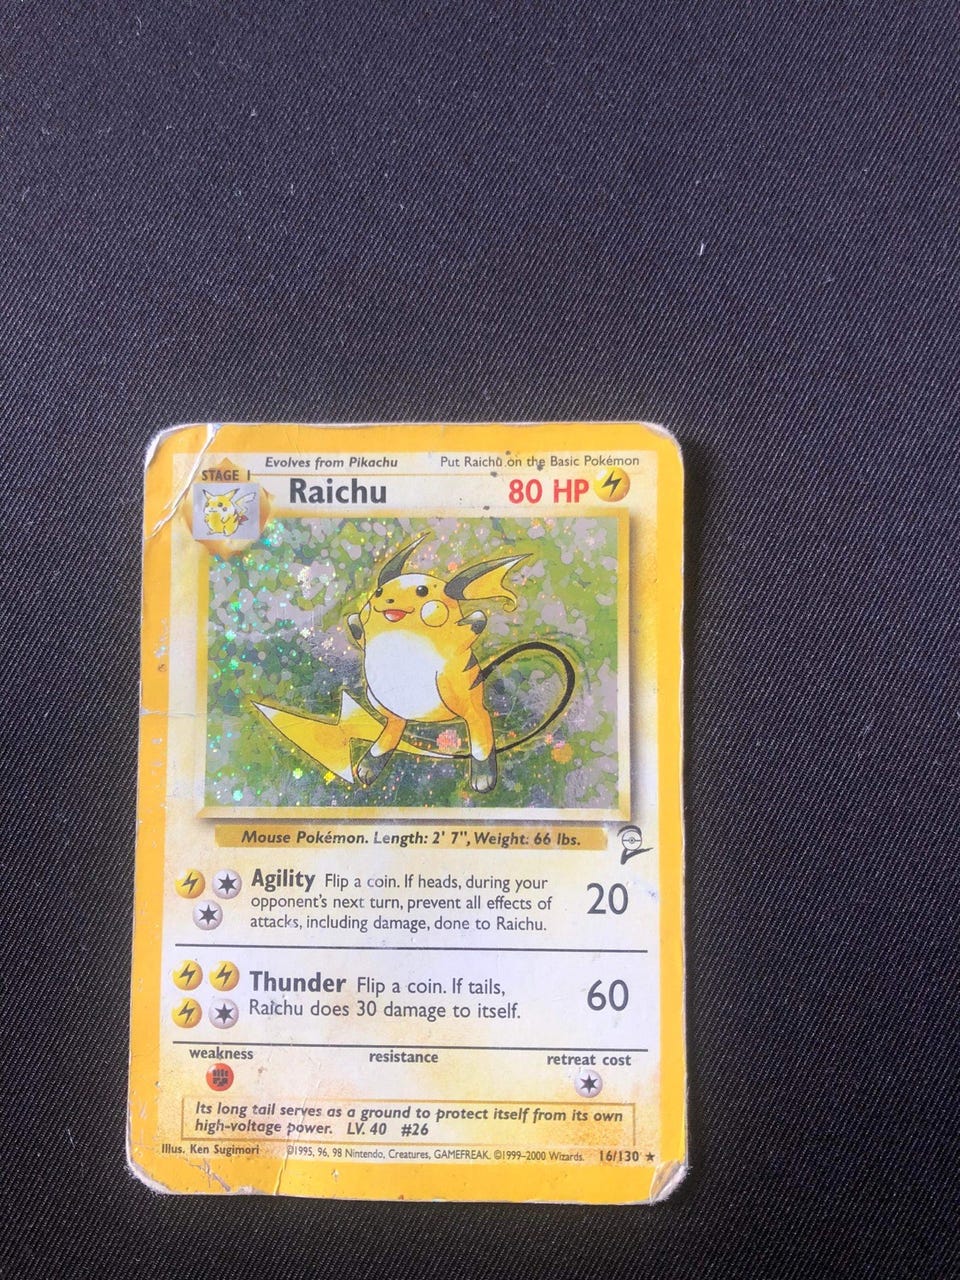 Evolves from Pikachu Put Raichu on the Basic Pokémon
STAGE 1
Raichu 80 HP
Mouse Pokémon. Length: 2' 7", Weight: 66 lbs.
Agility Flip a coin. If heads, during your
opponent's next turn, prevent all effects of
attacks, including damage, done to Raichu.
20
Thunder Flip a coin. If tails,
Raichu does 30 damage to itself.
60
weakness resistance retreat cost
Its long tail serves as a ground to protect itself from its own
high-voltage power. LV. 40 #26
Illus. Ken Sugimori ©1995, 96, 98 Nintendo, Creatures, GAMEFREAK. ©1999-2000 Wizards. 16/130 ★